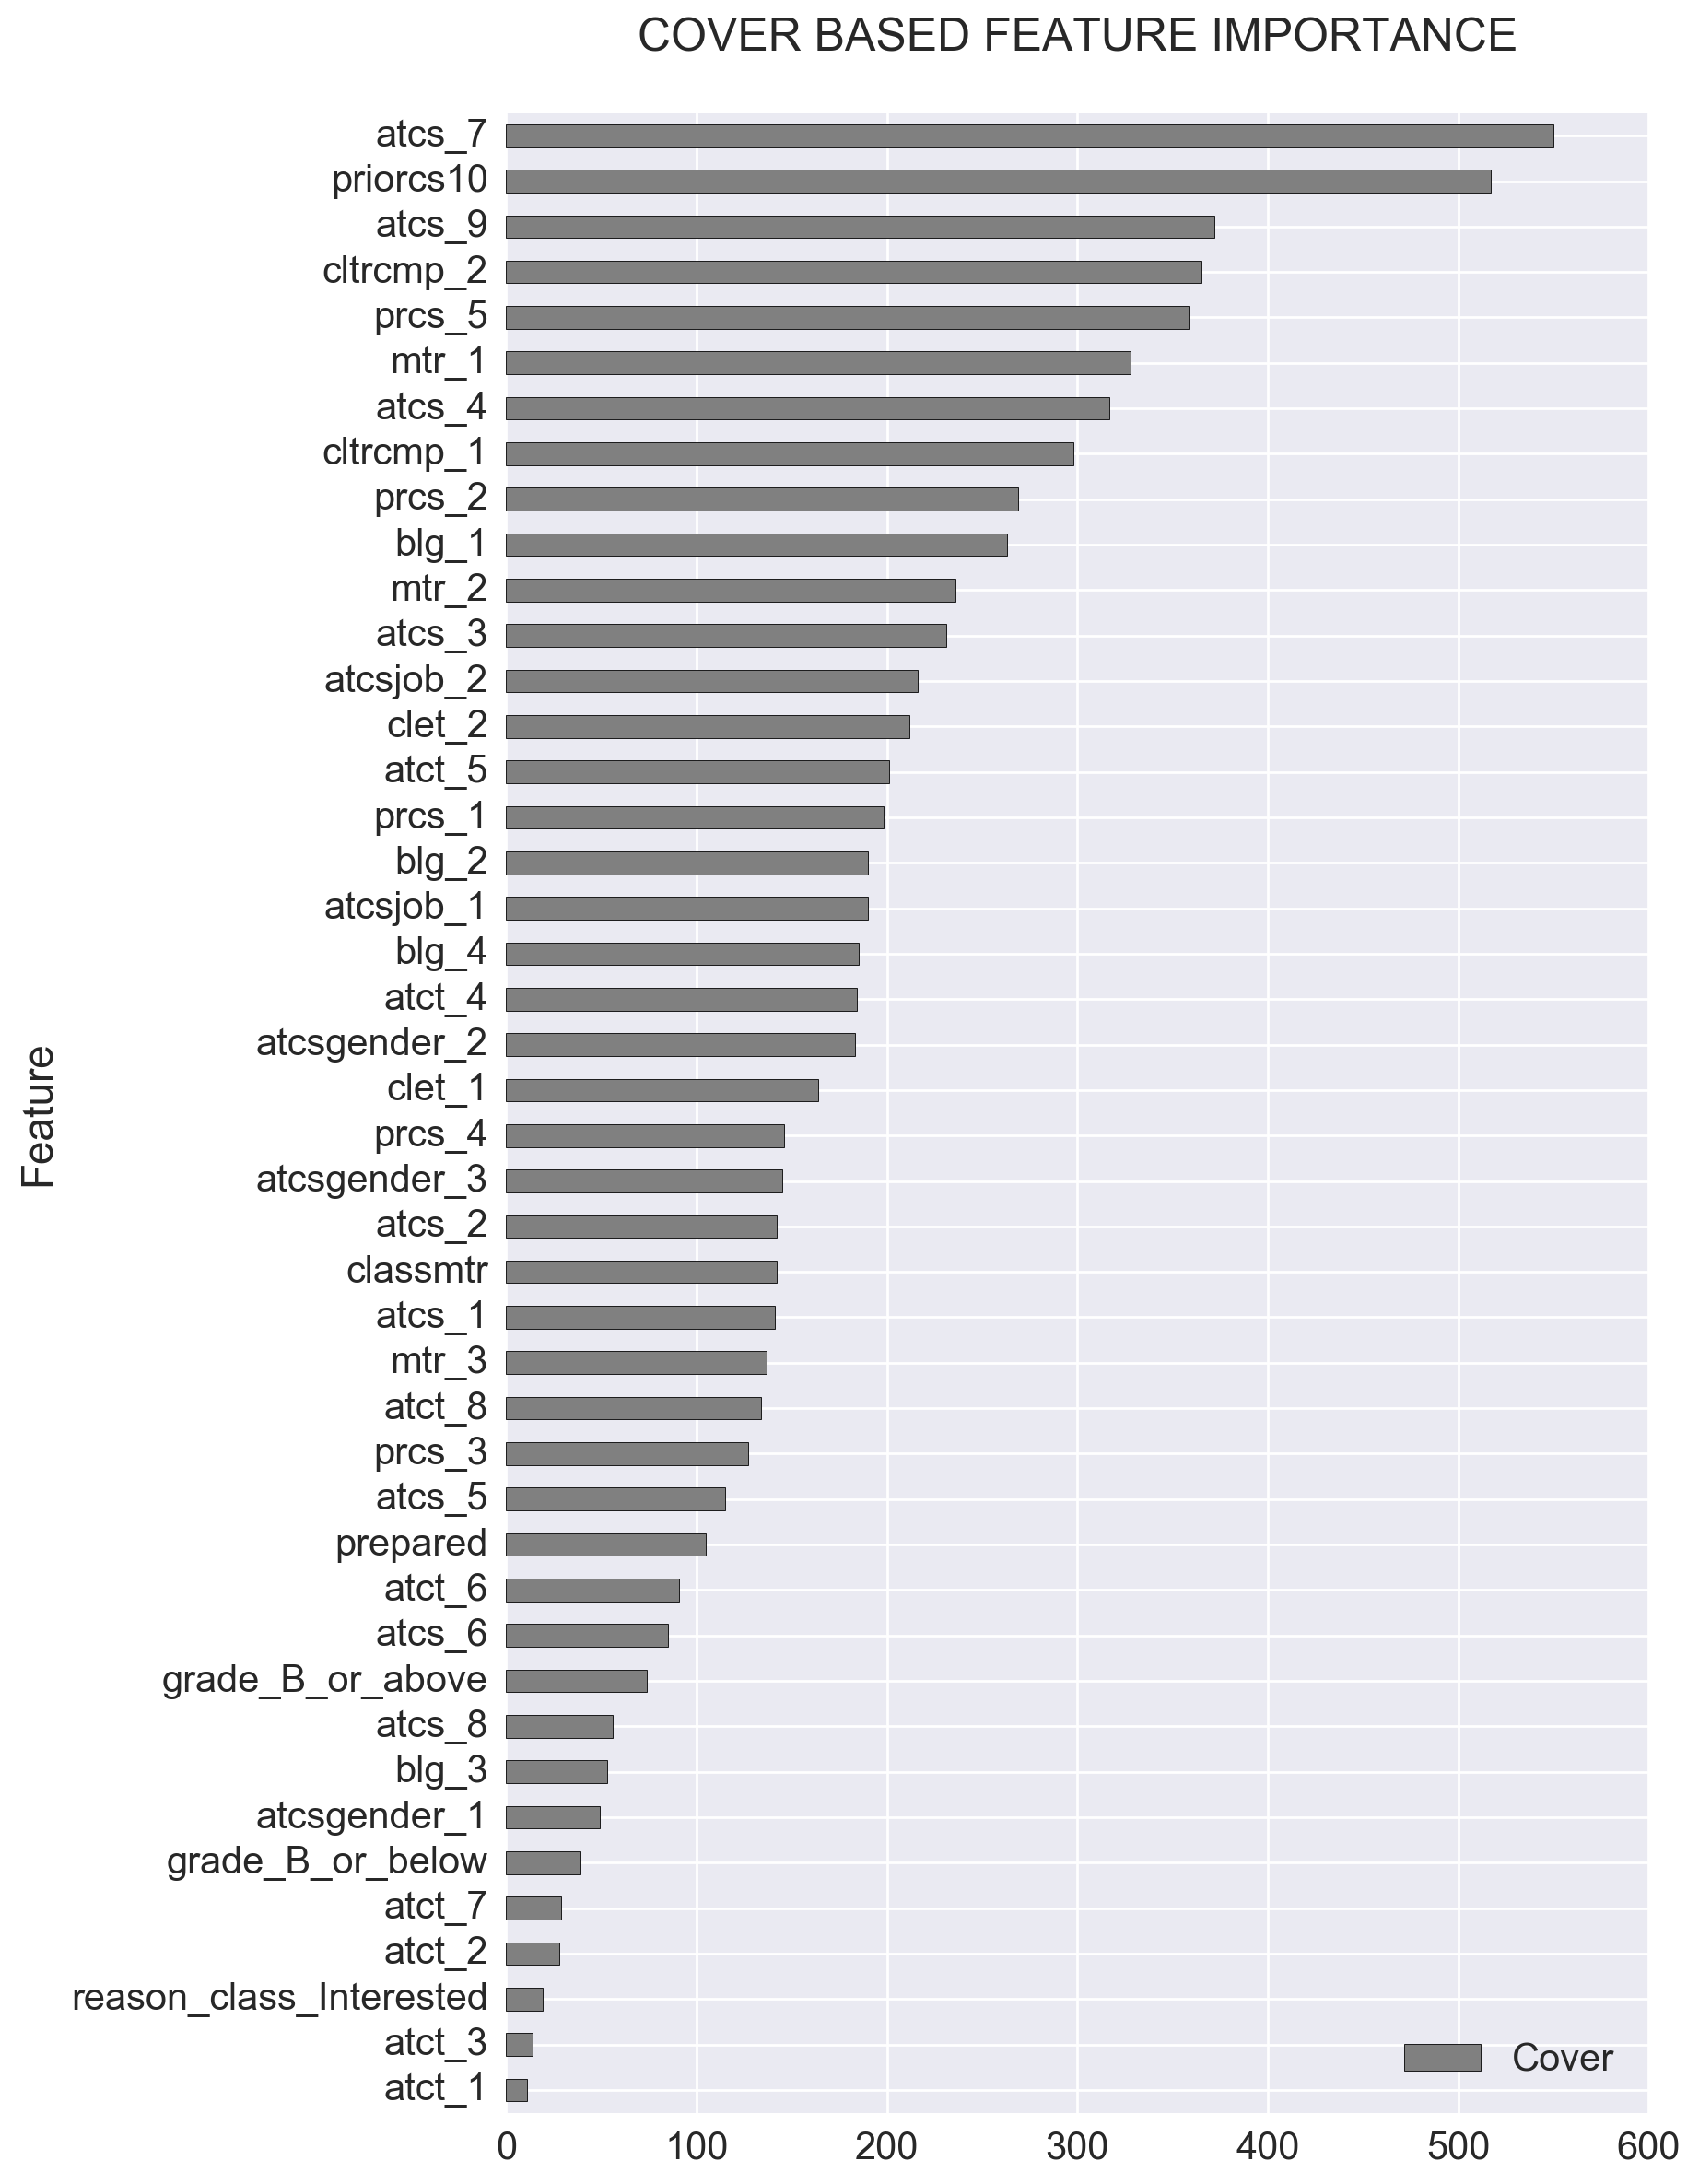 COVER BASED FEATURE IMPORTANCE
atcs_7
priorcs10
atcs_9
cltrcmp_2
prcs_5
mtr_1
atcs_4
cltrcmp_1
prcs_2
blg_1
mtr_2
atcs_3
atcsjob_2
clet_2
atct_5
prcs_1
blg_2
atcsjob_1
blg_4
atct_4
atcsgender_2
clet_1
prcs_4
atcsgender_3
atcs_2
classmtr
atcs_1
mtr_3
atct_8
prcs_3
atcs_5
prepared
atct_6
atcs_6
grade_B_or_above
atcs_8
blg_3
atcsgender_1
grade_B_or_below
atct_7
atct_2
reason_class_Interested
atct_3
atct_1
Feature
Cover
0 100 200 300 400 500 600